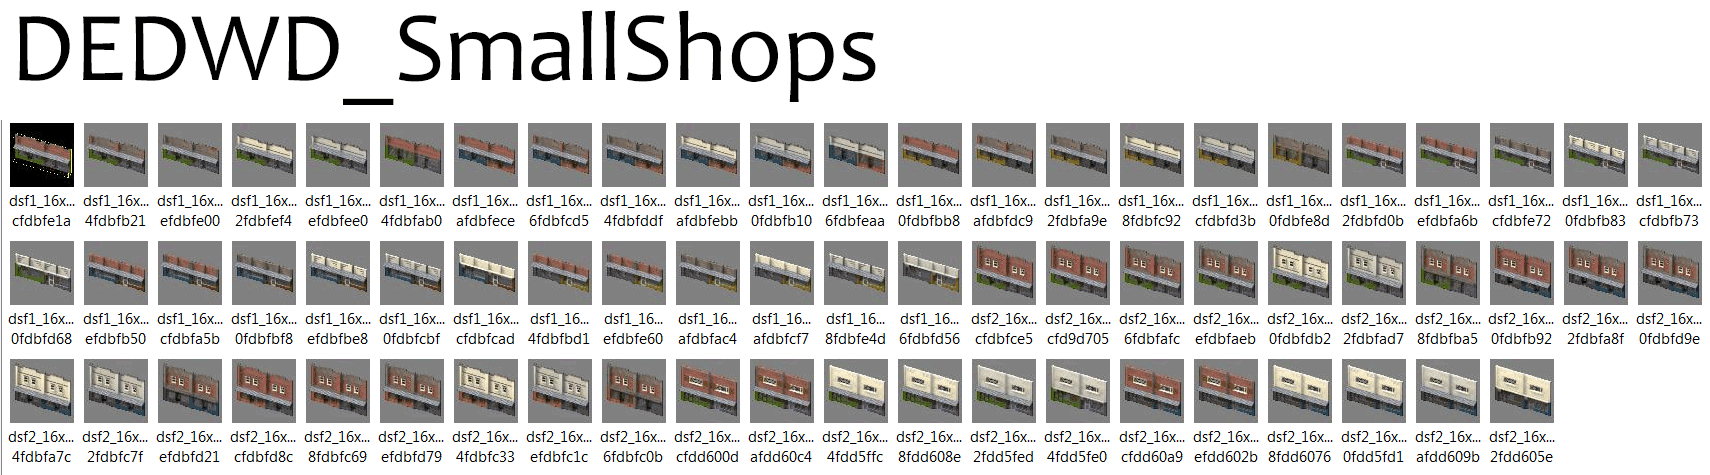 DEDWD_SmallShops
dsf1_16x... dsf1_16x... dsf1_16x... dsf1_16x... dsf1_16x... dsf1_16x... dsf1_16x... dsf1_16x... dsf1_16x... dsf1_16x... dsf1_16x... dsf1_16x... dsf1_16x... dsf1_16x... dsf1_16x... dsf1_16x... dsf1_16x... dsf1_16x... dsf1_16x... dsf1_16x... dsf1_16x... dsf1_16x... dsf1_16x...
cfdbfe1a 4fdbfb21 efdbfe00 2fdbfef4 efdbfee0 4fdbfab0 afdbfece 6fdbfcd5 4fdbfddf afdbfebb 0fdbfb10 6fdbfeaa 0fdbfbb8 afdbfdc9 2fdbfa9e 8fdbfc92 cfdbfd3b 0fdbfe8d 2fdbfd0b efdbfa6b cfdbfe72 0fdbfb83 cfdbfb73
dsf1_16x... dsf1_16x... dsf1_16x... dsf1_16x... dsf1_16x... dsf1_16x... dsf1_16x... dsf1_16... dsf1_16x... dsf1_16x... dsf1_16x... dsf1_16x... dsf1_16x... dsf2_16x... dsf2_16x... dsf2_16x... dsf2_16x... dsf2_16x... dsf2_16x... dsf2_16x... dsf2_16x... dsf2_16x... dsf2_16x...
0fdbfd68 efdbfb50 cfdbfa5b 0fdbfbf8 efdbfbe8 0fdbfcbf cfdbfcad 4fdbfbd1 efdbfe60 afdbfac4 afdbfcf7 8fdbfe4d 6fdbfd56 cfdbfce5 cfd9d705 6fdbfafc efdbfaeb 0fdbfdb2 2fdbfad7 8fdbfba5 0fdbfb92 2fdbfa8f 0fdbfd9e
dsf2_16x... dsf2_16x... dsf2_16x... dsf2_16x... dsf2_16x... dsf2_16x... dsf2_16x... dsf2_16x... dsf2_16x... dsf2_16x... dsf2_16x... dsf2_16x... dsf2_16x... dsf2_16x... dsf2_16x... dsf2_16x... dsf2_16x... dsf2_16x... dsf2_16x... dsf2_16x... dsf2_16x...
4fdbfa7c 2fdbfc7f efdbfd21 cfdbfd8c 8fdbfc69 efdbfd79 4fdbfc33 efdbfc1c 6fdbfc0b cfdd600d afdd60c4 4fdd5ffc 8fdd608e 2fdd5fed 4fdd5fe0 cfdd60a9 efdd602b 8fdd6076 0fdd5fd1 afdd609b 2fdd605e